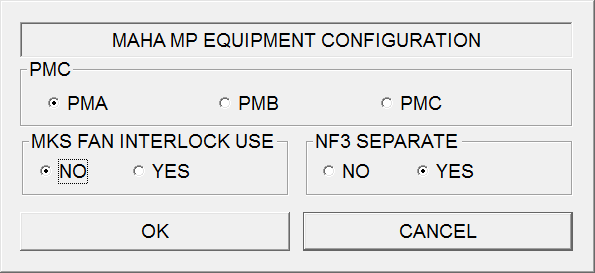 MAHA MP EQUIPMENT CONFIGURATION
PMC
PMA PMB PMC
MKS FAN INTERLOCK USE NF3 SEPARATE
NO YES NO YES
OK CANCEL